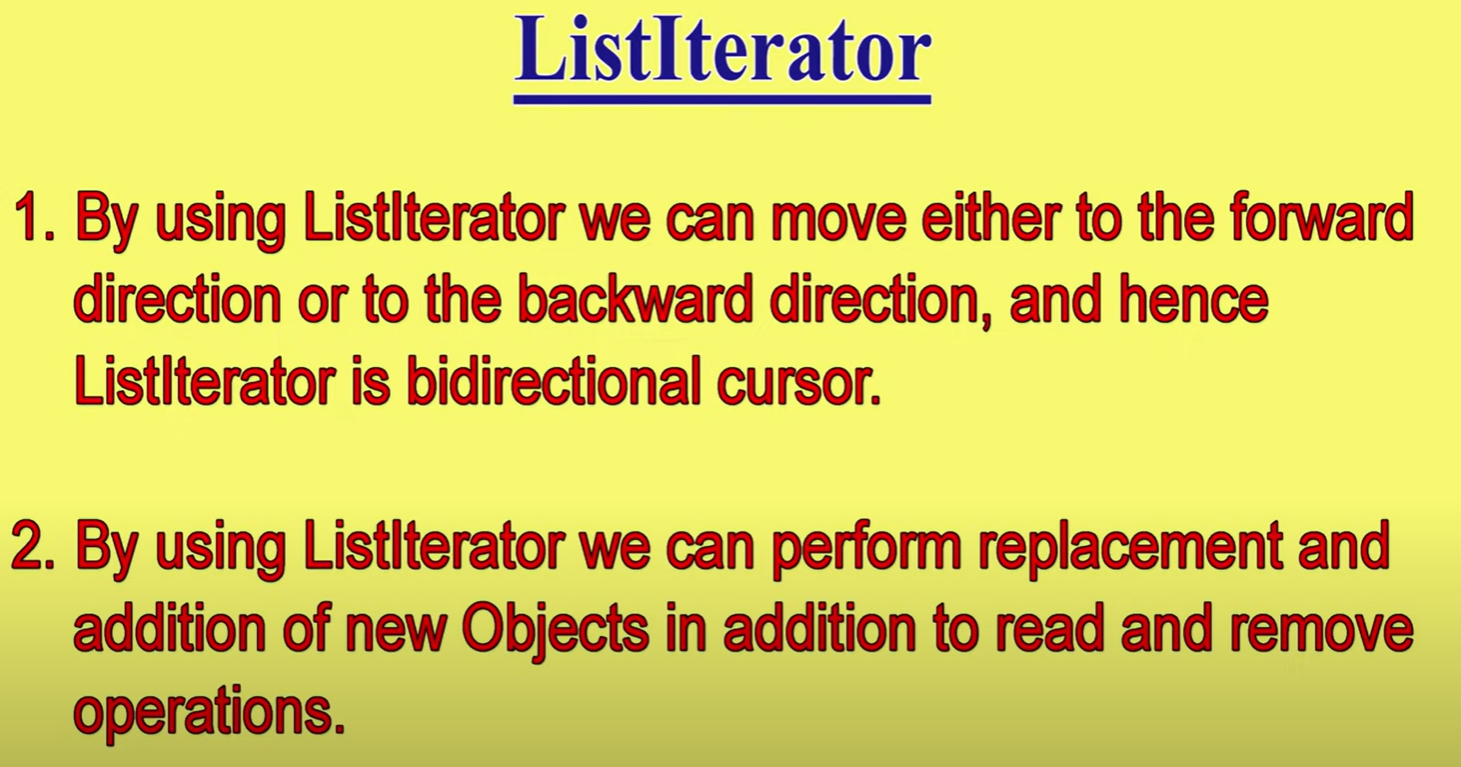 ListIterator
1. By using ListIterator we can move either to the forward
direction or to the backward direction, and hence
ListIterator is bidirectional cursor.
2. By using ListIterator we can perform replacement and
addition of new Objects in addition to read and remove
operations.